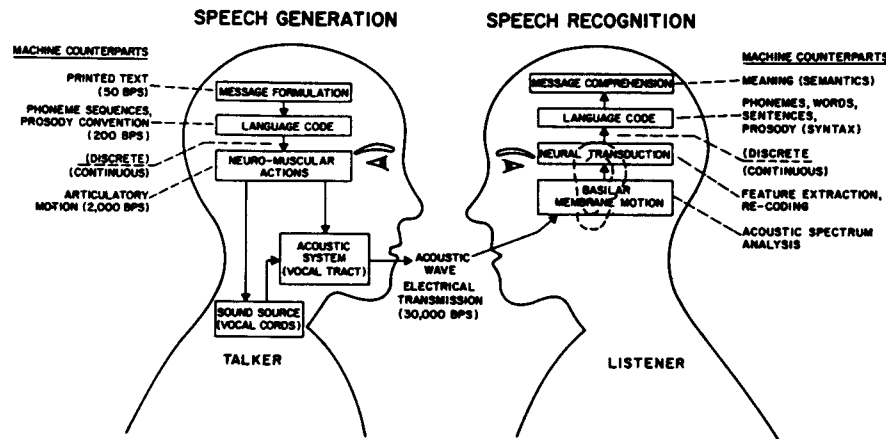 SPEECH GENERATION
MACHINE COUNTERPARTS
PRINTED TEXT
(50 BPS)
PHONEME SEQUENCES,
PROSODY CONVENTION
(200 BPS)
(DISCRETE)
(CONTINUOUS)
ARTICULATORY
MOTION (2,000 BPS)
MESSAGE FORMULATION
LANGUAGE CODE
NEURO-MUSCULAR
ACTIONS
ACOUSTIC
SYSTEM
(VOCAL TRACT)
SOUND SOURCE
(VOCAL CORDS)
TALKER
ACOUSTIC
WAVE
ELECTRICAL
TRANSMISSION
(30,000 BPS)
SPEECH RECOGNITION
MESSAGE COMPREHENSION
LANGUAGE CODE
NEURAL TRANSDUCTION
BASILAR
MEMBRANE MOTION
LISTENER
MACHINE COUNTERPARTS
MEANING (SEMANTICS)
PHONEMES, WORDS,
SENTENCES,
PROSODY (SYNTAX)
(DISCRETE)
(CONTINUOUS)
FEATURE EXTRACTION,
RE-CODING
ACOUSTIC SPECTRUM
ANALYSIS